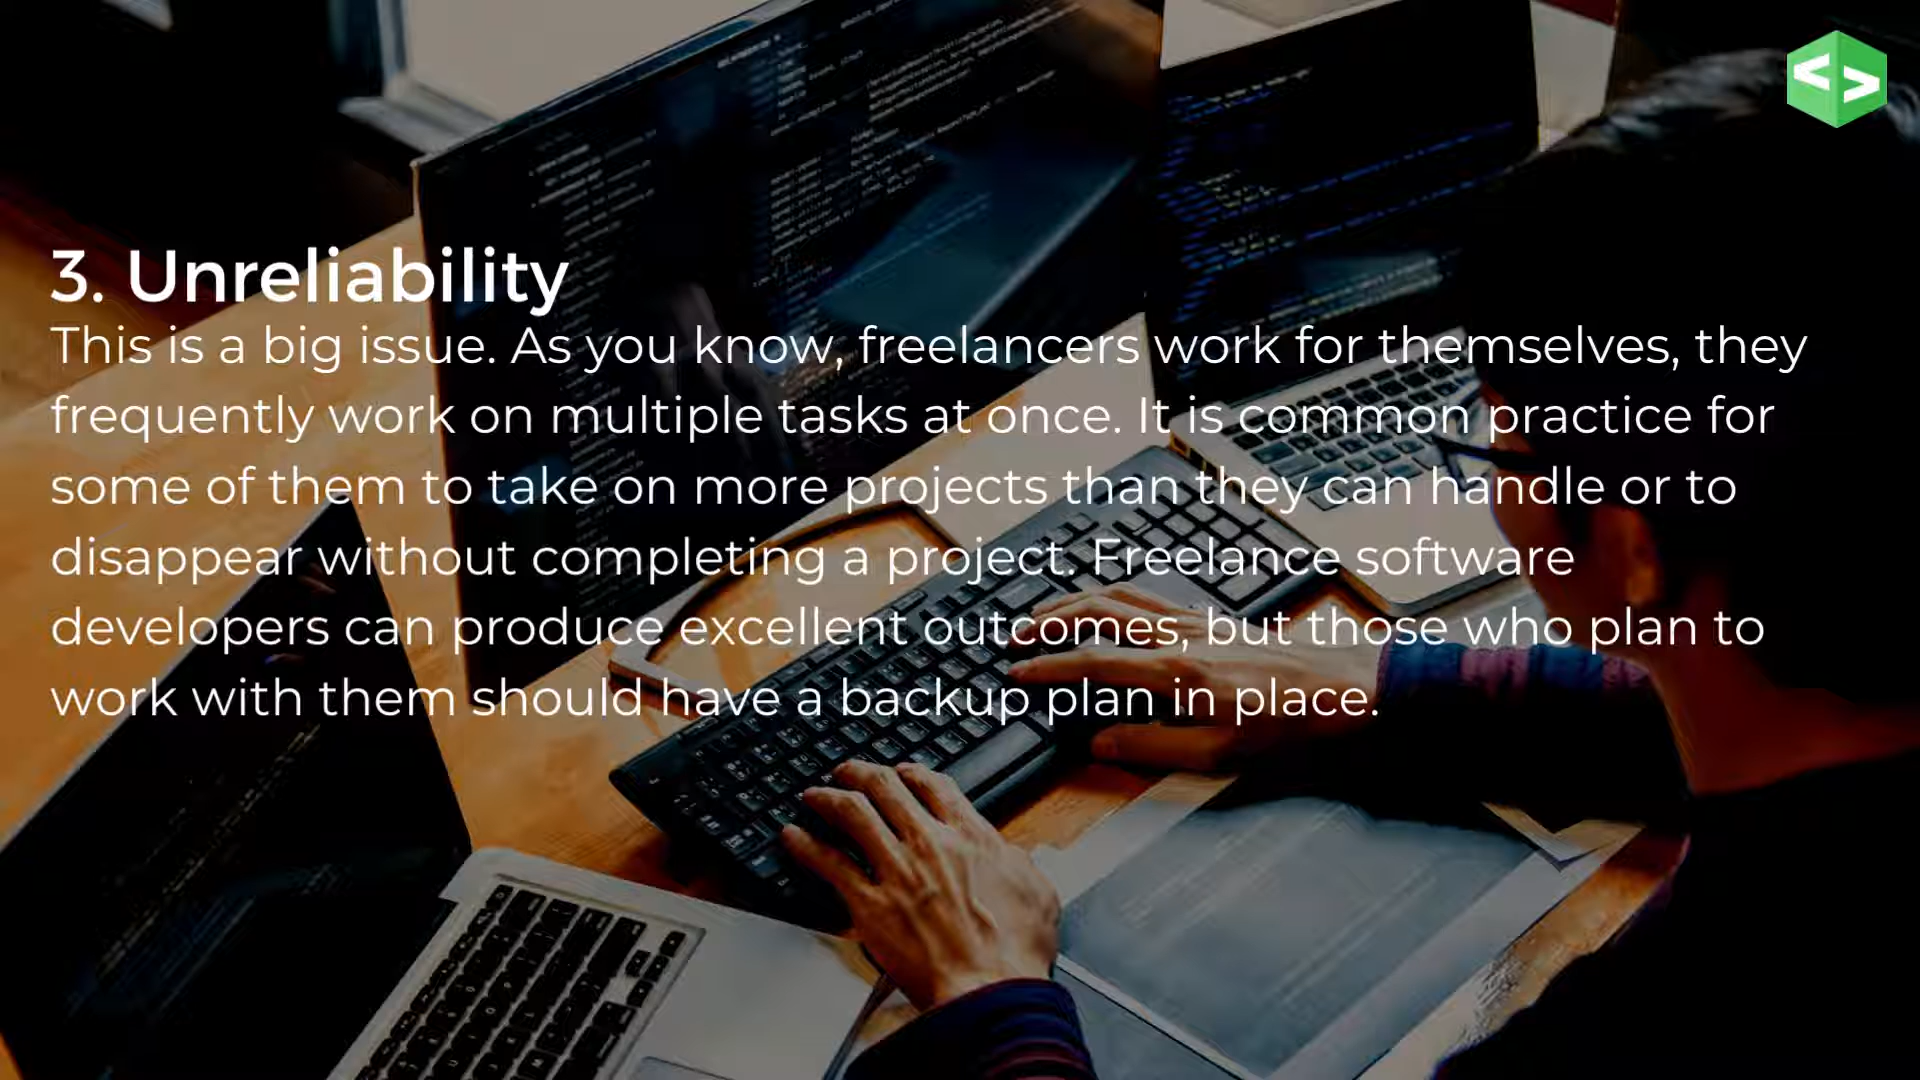 3. Unreliability
This is a big issue. As you know, freelancers work for themselves, they
frequently work on multiple tasks at once. It is common practice for
some of them to take on more projects than they can handle or to
disappear without completing a project. Freelance software
developers can produce excellent outcomes, but those who plan to
work with them should have a backup plan in place.